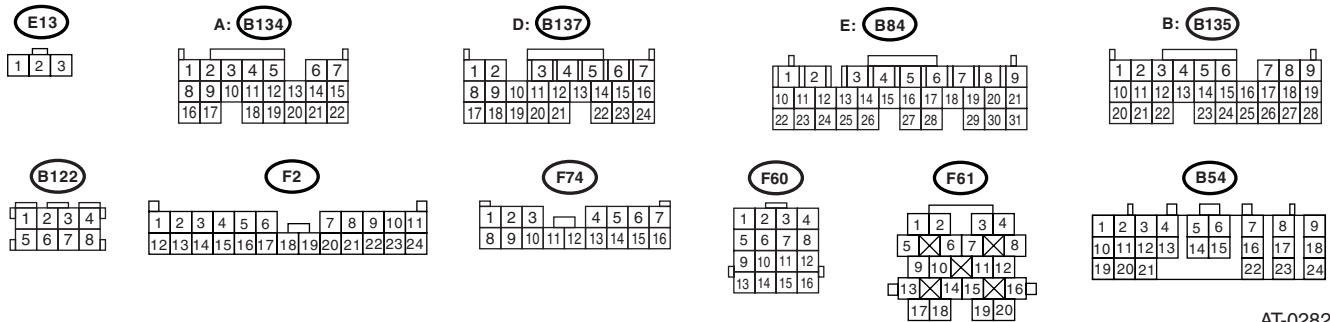 E13
A: B134
D: B137
E: B84
B: B135
1 2 3
1 2 3 4 5 6 7
8 9 10 11 12 13 14 15
16 17 18 19 20 21 22
1 2 3 4 5 6 7
8 9 10 11 12 13 14 15 16
17 18 19 20 21 22 23 24
1 2 3 4 5 6 7 8 9
10 11 12 13 14 15 16 17 18 19 20 21
22 23 24 25 26 27 28 29 30 31
1 2 3 4 5 6 7 8 9
10 11 12 13 14 15 16 17 18 19
20 21 22 23 24 25 26 27 28
B122
F2
F74
F60
F61
B54
1 2 3 4
5 6 7 8
1 2 3 4 5 6 7 8 9 10 11
12 13 14 15 16 17 18 19 20 21 22 23 24
1 2 3 4 5 6 7
8 9 10 11 12 13 14 15 16
1 2 3 4
5 6 7 8
9 10 11 12
13 14 15 16
1 2 3 4
5 6 7 8
9 10 11 12
13 14 15 16
17 18 19 20
1 2 3 4 5 6 7 8 9
10 11 12 13 14 15 16 17 18
19 20 21 22 23 24
AT-0282